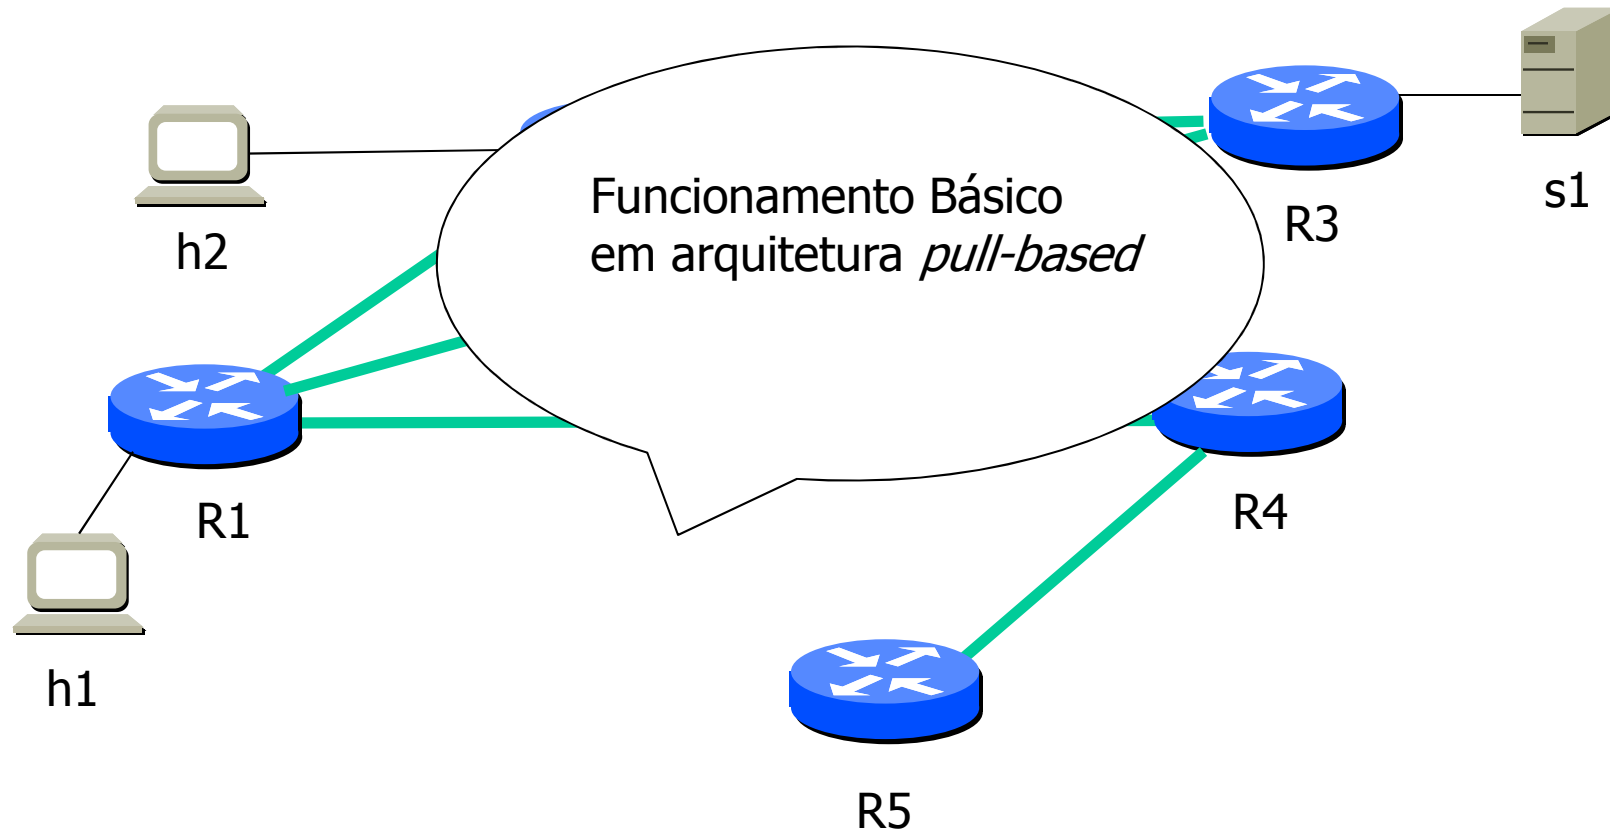 Funcionamento Básico
em arquitetura pull-based
s1
R3
h2
R1
R4
h1
R5